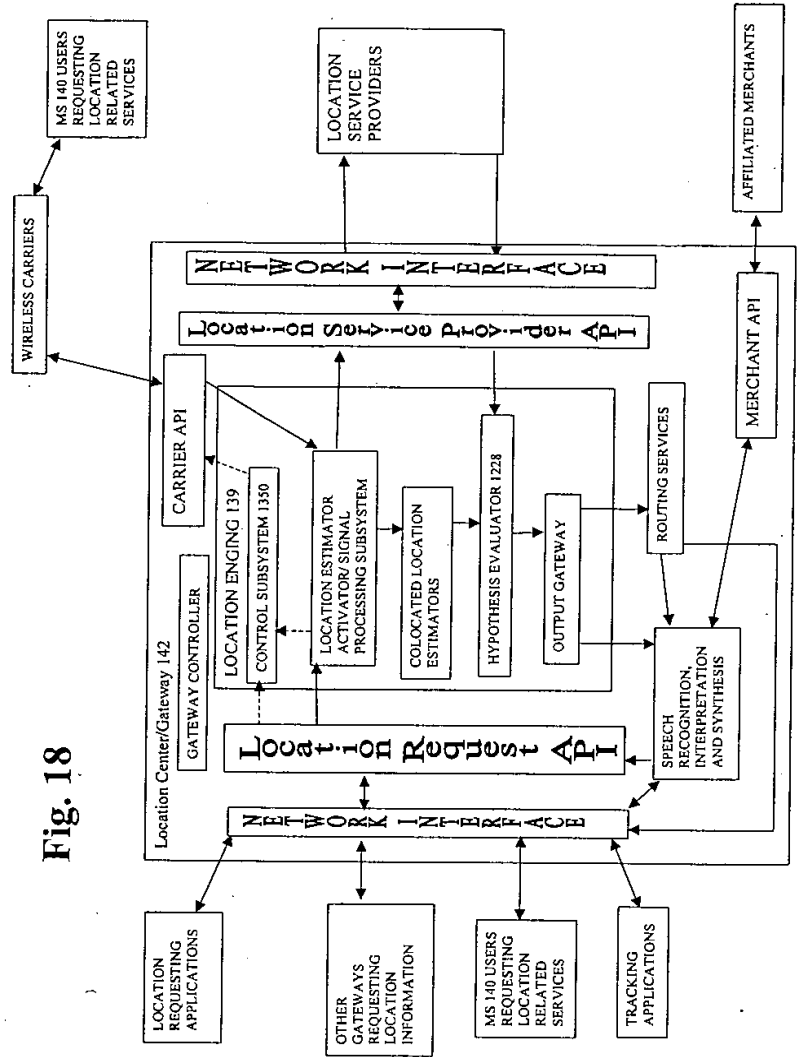 Fig. 18
MS 140 USERS
REQUESTING
LOCATION
RELATED
SERVICES
WIRELESS CARRIERS
Location Center/Gateway 142
GATEWAY CONTROLLER
CARRIER API
LOCATION
REQUESTING
APPLICATIONS
OTHER
GATEWAYS
REQUESTING
LOCATION
INFORMATION
MS 140 USERS
REQUESTING
LOCATION
RELATED
SERVICES
TRACKING
APPLICATIONS
NETWORK INTERFACE
Location Request API
LOCATION ENGING 139
CONTROL SUBSYSTEM 1350
LOCATION ESTIMATOR
ACTIVATOR/ SIGNAL
PROCESSING SUBSYSTEM
COLOCATED LOCATION
ESTIMATORS
HYPOTHESIS EVALUATOR 1228
OUTPUT GATEWAY
ROUTING SERVICES
SPEECH
RECOGNITION,
INTERPRETATION
AND SYNTHESIS
Location Service Provider API
NETWORK INTERFACE
LOCATION
SERVICE
PROVIDERS
MERCHANT API
AFFILIATED MERCHANTS